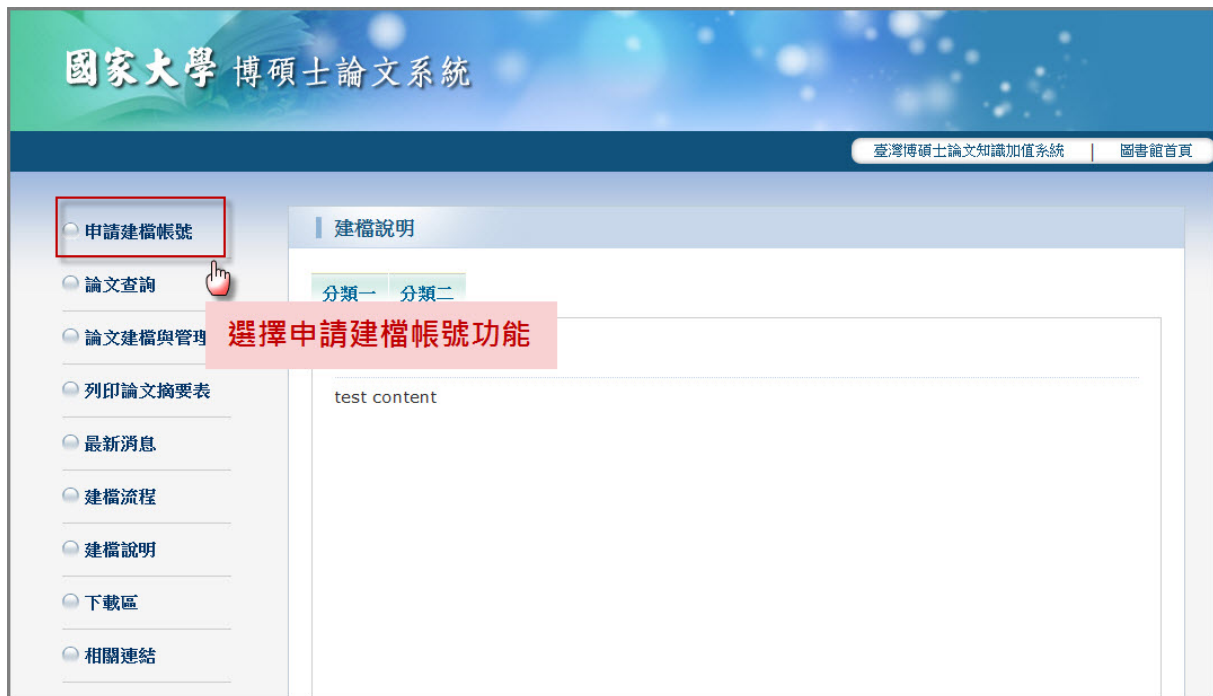 國家大學 博碩士論文系統
臺灣博碩士論文知識加值系統 | 圖書館首頁
申請建檔帳號
論文查詢
論文建檔與管理
列印論文摘要表
最新消息
建檔流程
建檔說明
下載區
相關連結
建檔說明
分類一 分類二
選擇申請建檔帳號功能
test content